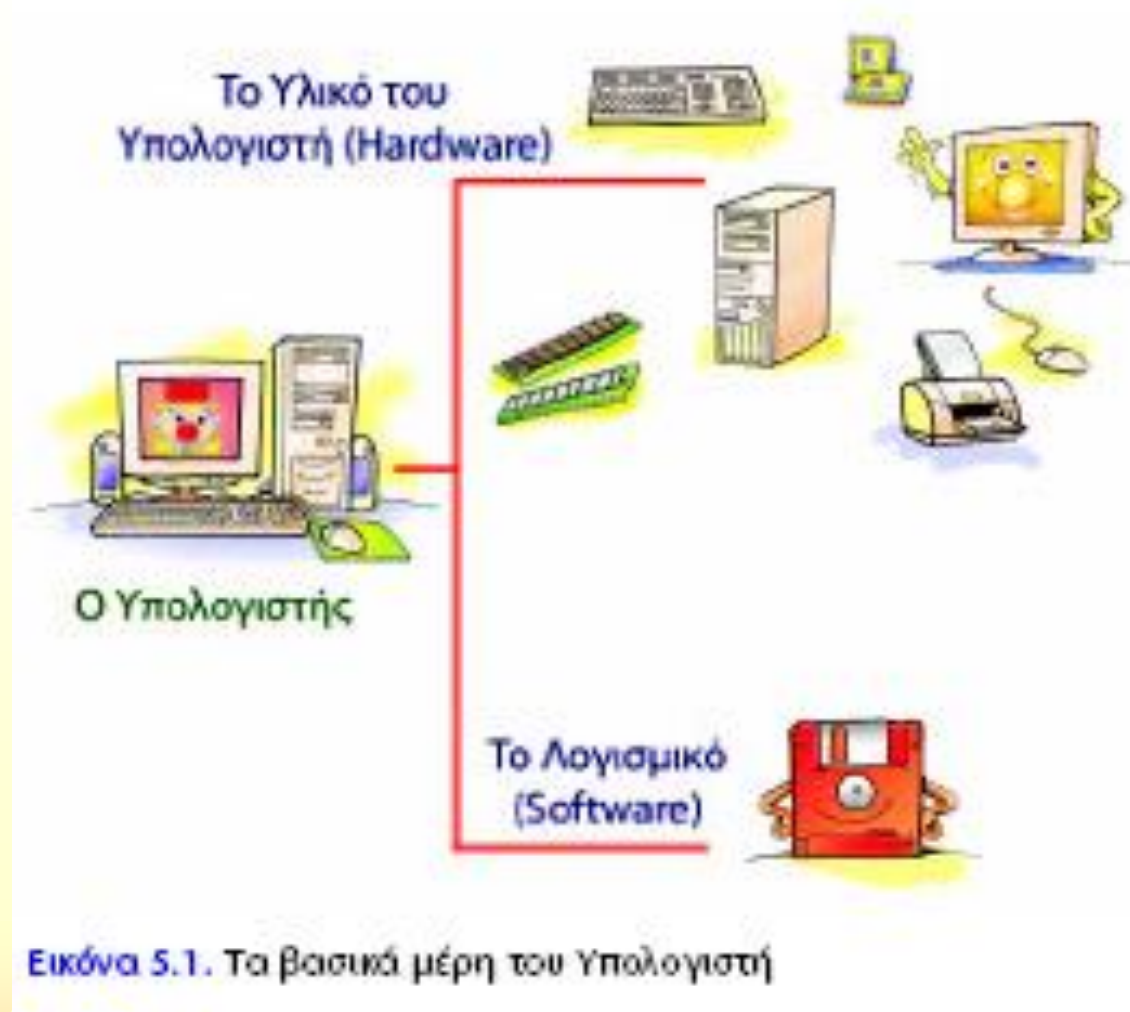 Το Υλικό του
Υπολογιστή (Hardware)
Ο Υπολογιστής
Το Λογισμικό
(Software)
Εικόνα 5.1. Τα βασικά μέρη του Υπολογιστή